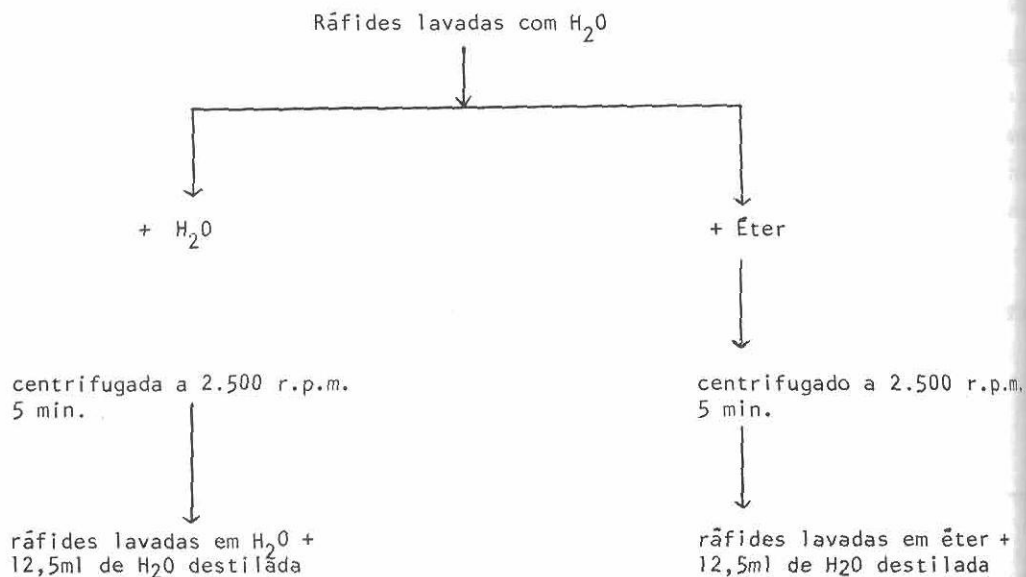 Ráfides lavadas com H2O
+ H2O
+ Éter
centrifugada a 2.500 r.p.m.
5 min.
centrifugado a 2.500 r.p.m.
5 min.
ráfides lavadas em H2O +
12,5ml de H2O destilada
ráfides lavadas em éter +
12,5ml de H2O destilada